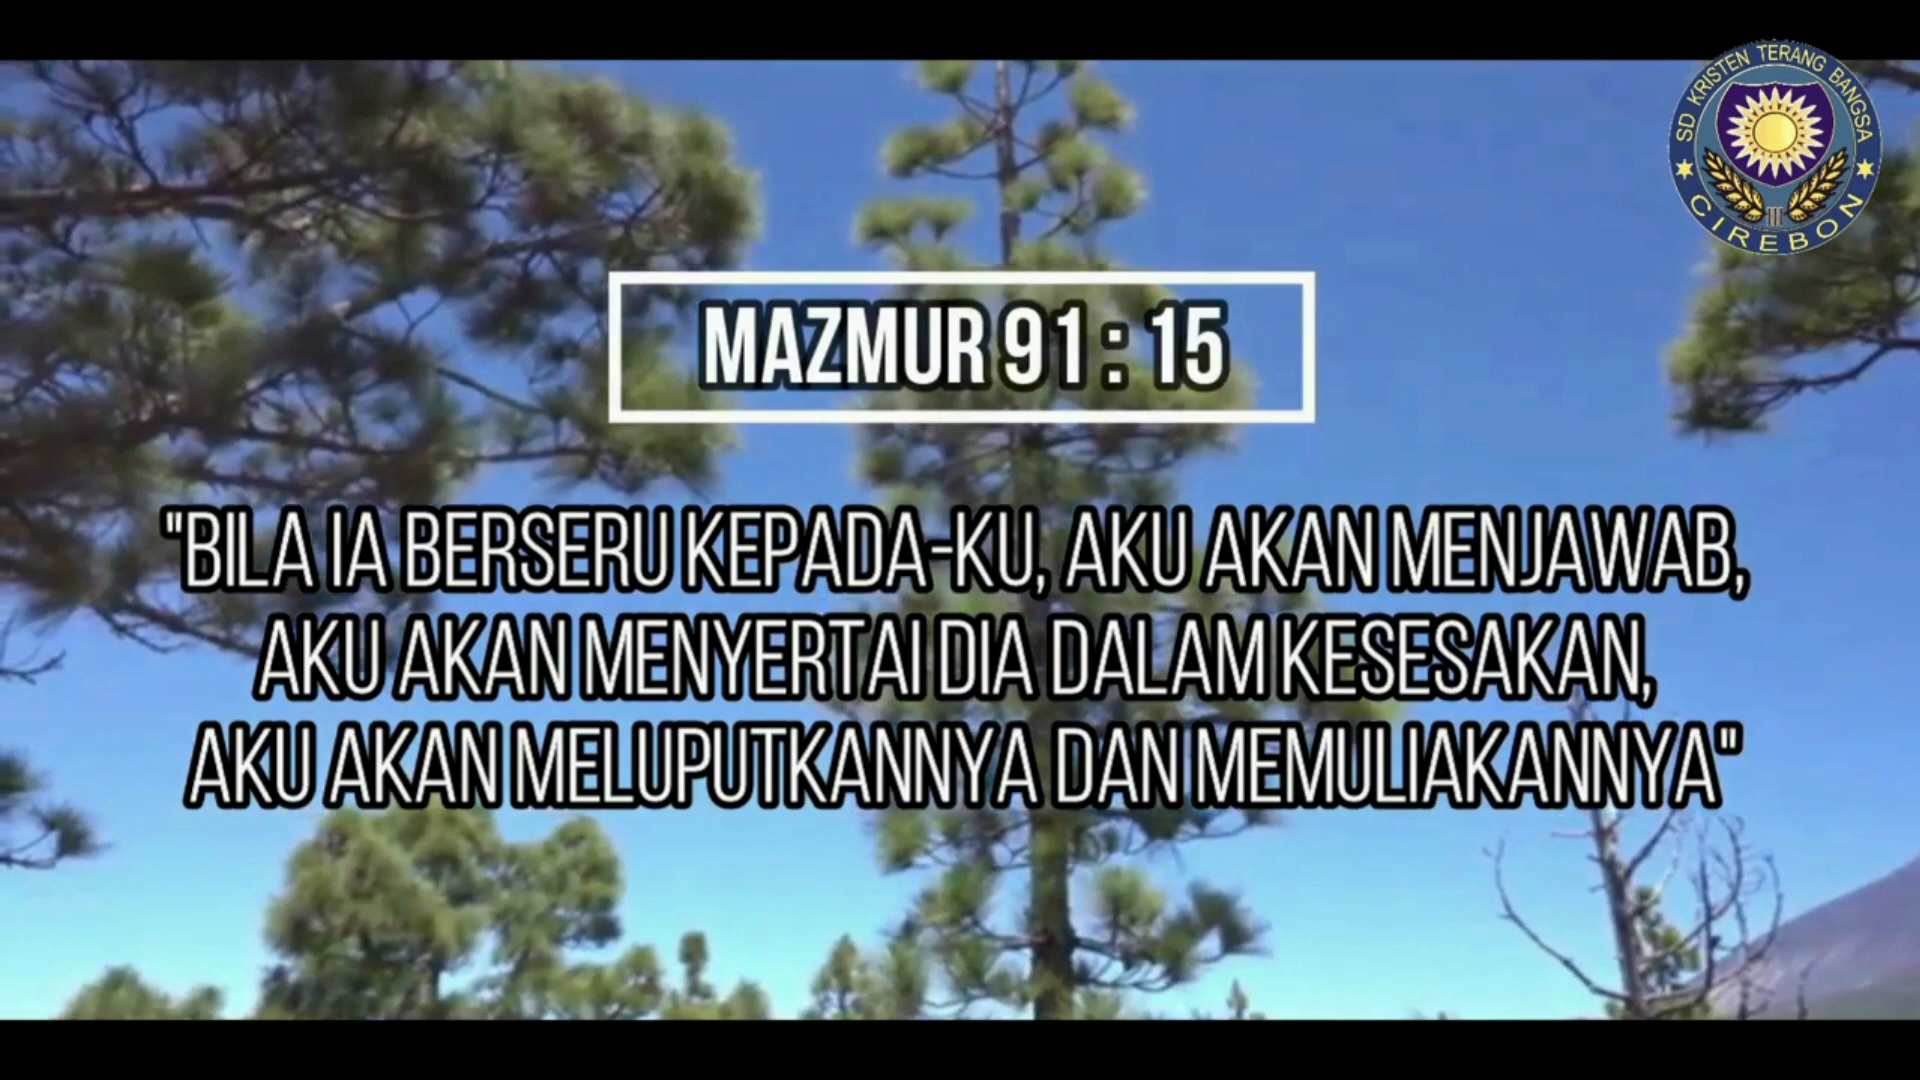 SD KRISTEN TERANG BANGSA
CIREBON
MAZMUR 91 : 15
"BILA IA BERSERU KEPADA-KU, AKU AKAN MENJAWAB,
AKU AKAN MENYERTAI DIA DALAM KESESAKAN,
AKU AKAN MELUPUTKANNYA DAN MEMULIAKANNYA"